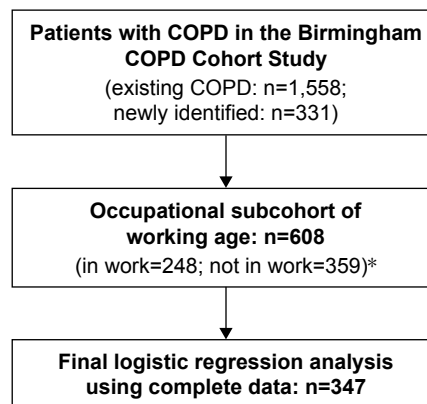 Patients with COPD in the Birmingham
COPD Cohort Study
(existing COPD: n=1,558;
newly identified: n=331)
Occupational subcohort of
working age: n=608
(in work=248; not in work=359)*
Final logistic regression analysis
using complete data: n=347